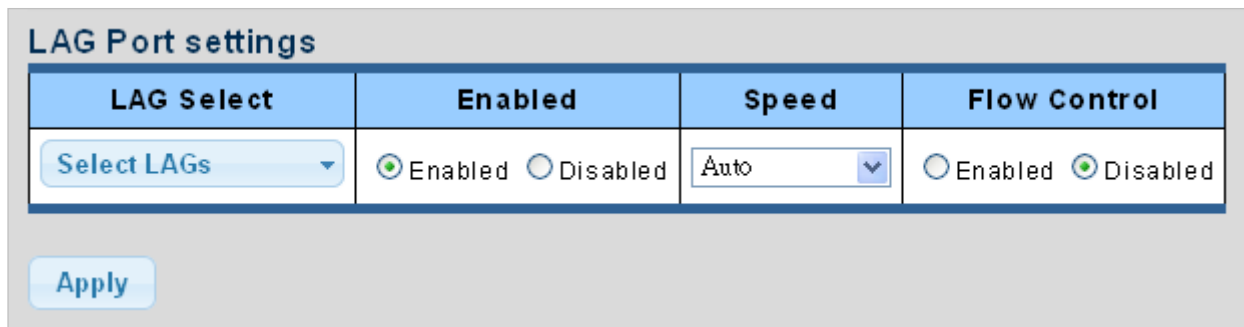 LAG Port settings
LAG Select Enabled Speed Flow Control
Select LAGs Enabled Disabled Auto Enabled Disabled
Apply